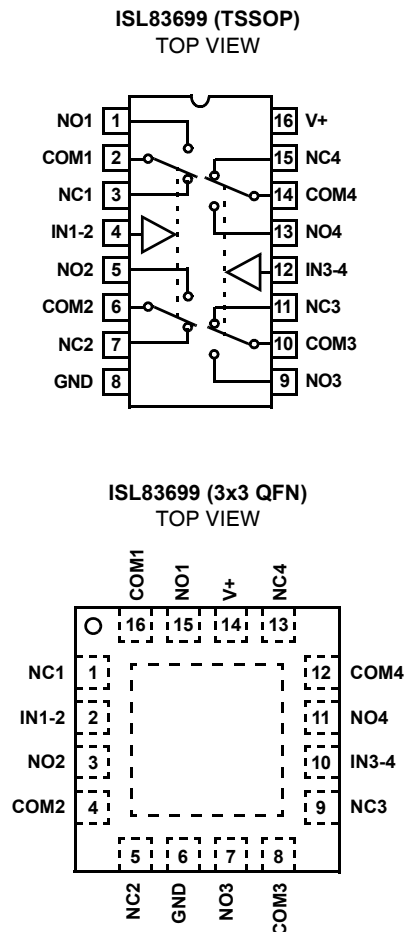 ISL83699 (TSSOP)
TOP VIEW
NO1 1 16 V+
COM1 2 15 NC4
NC1 3 14 COM4
IN1-2 4 13 NO4
NO2 5 12 IN3-4
COM2 6 11 NC3
NC2 7 10 COM3
GND 8 9 NO3
ISL83699 (3x3 QFN)
TOP VIEW
COM1 NO1 V+ NC4
16 15 14 13
NC1 1 12 COM4
IN1-2 2 11 NO4
NO2 3 10 IN3-4
COM2 4 9 NC3
5 6 7 8
NC2 GND NO3 COM3